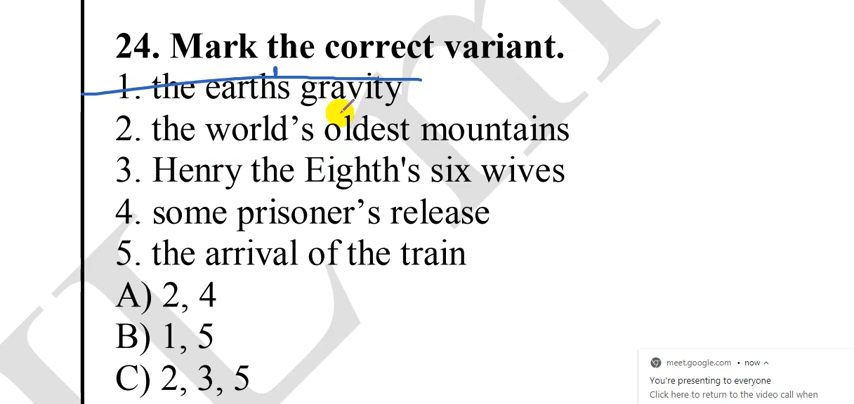 24. Mark the correct variant.
1. the earths gravity
2. the world’s oldest mountains
3. Henry the Eighth's six wives
4. some prisoner’s release
5. the arrival of the train
A) 2, 4
B) 1, 5
C) 2, 3, 5
meet.google.com • now
You're presenting to everyone
Click here to return to the video call when